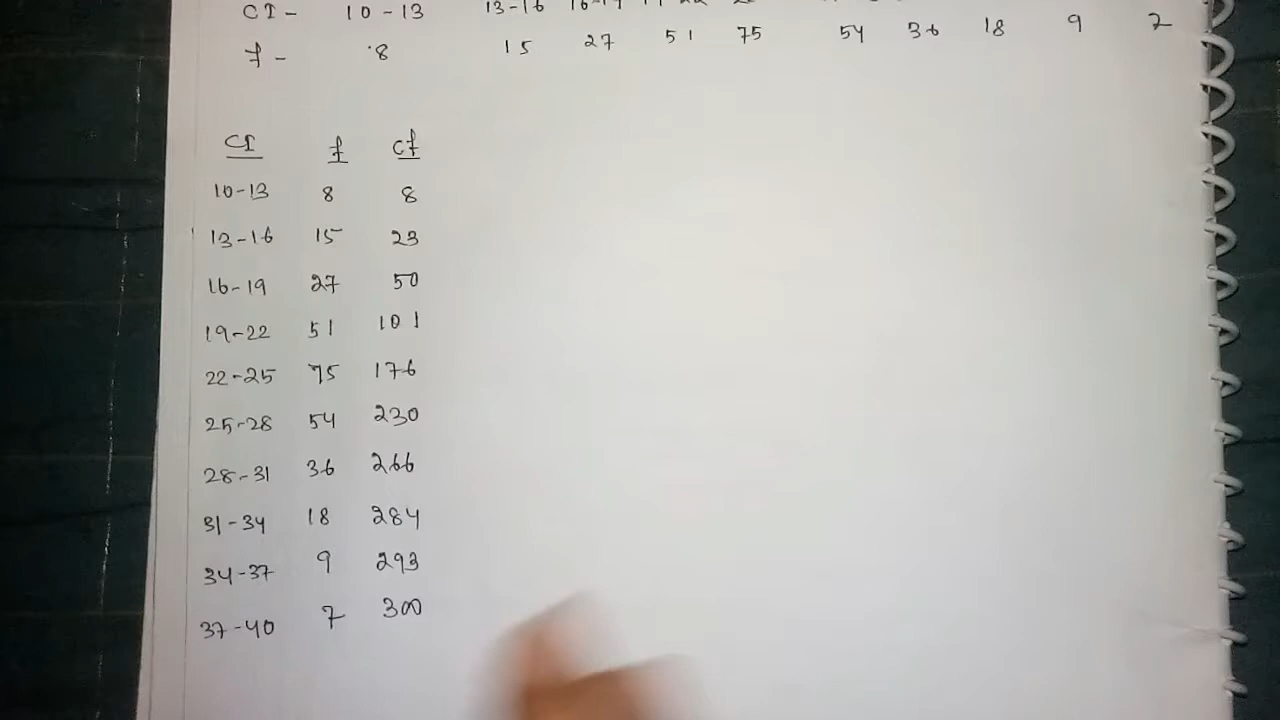 CI - 10-13 13-16
f - 8 15 27 51 75 54 36 18 9 7
CI f cf
10-13 8 8
13-16 15 23
16-19 27 50
19-22 51 101
22-25 75 176
25-28 54 230
28-31 36 266
31-34 18 284
34-37 9 293
37-40 7 300